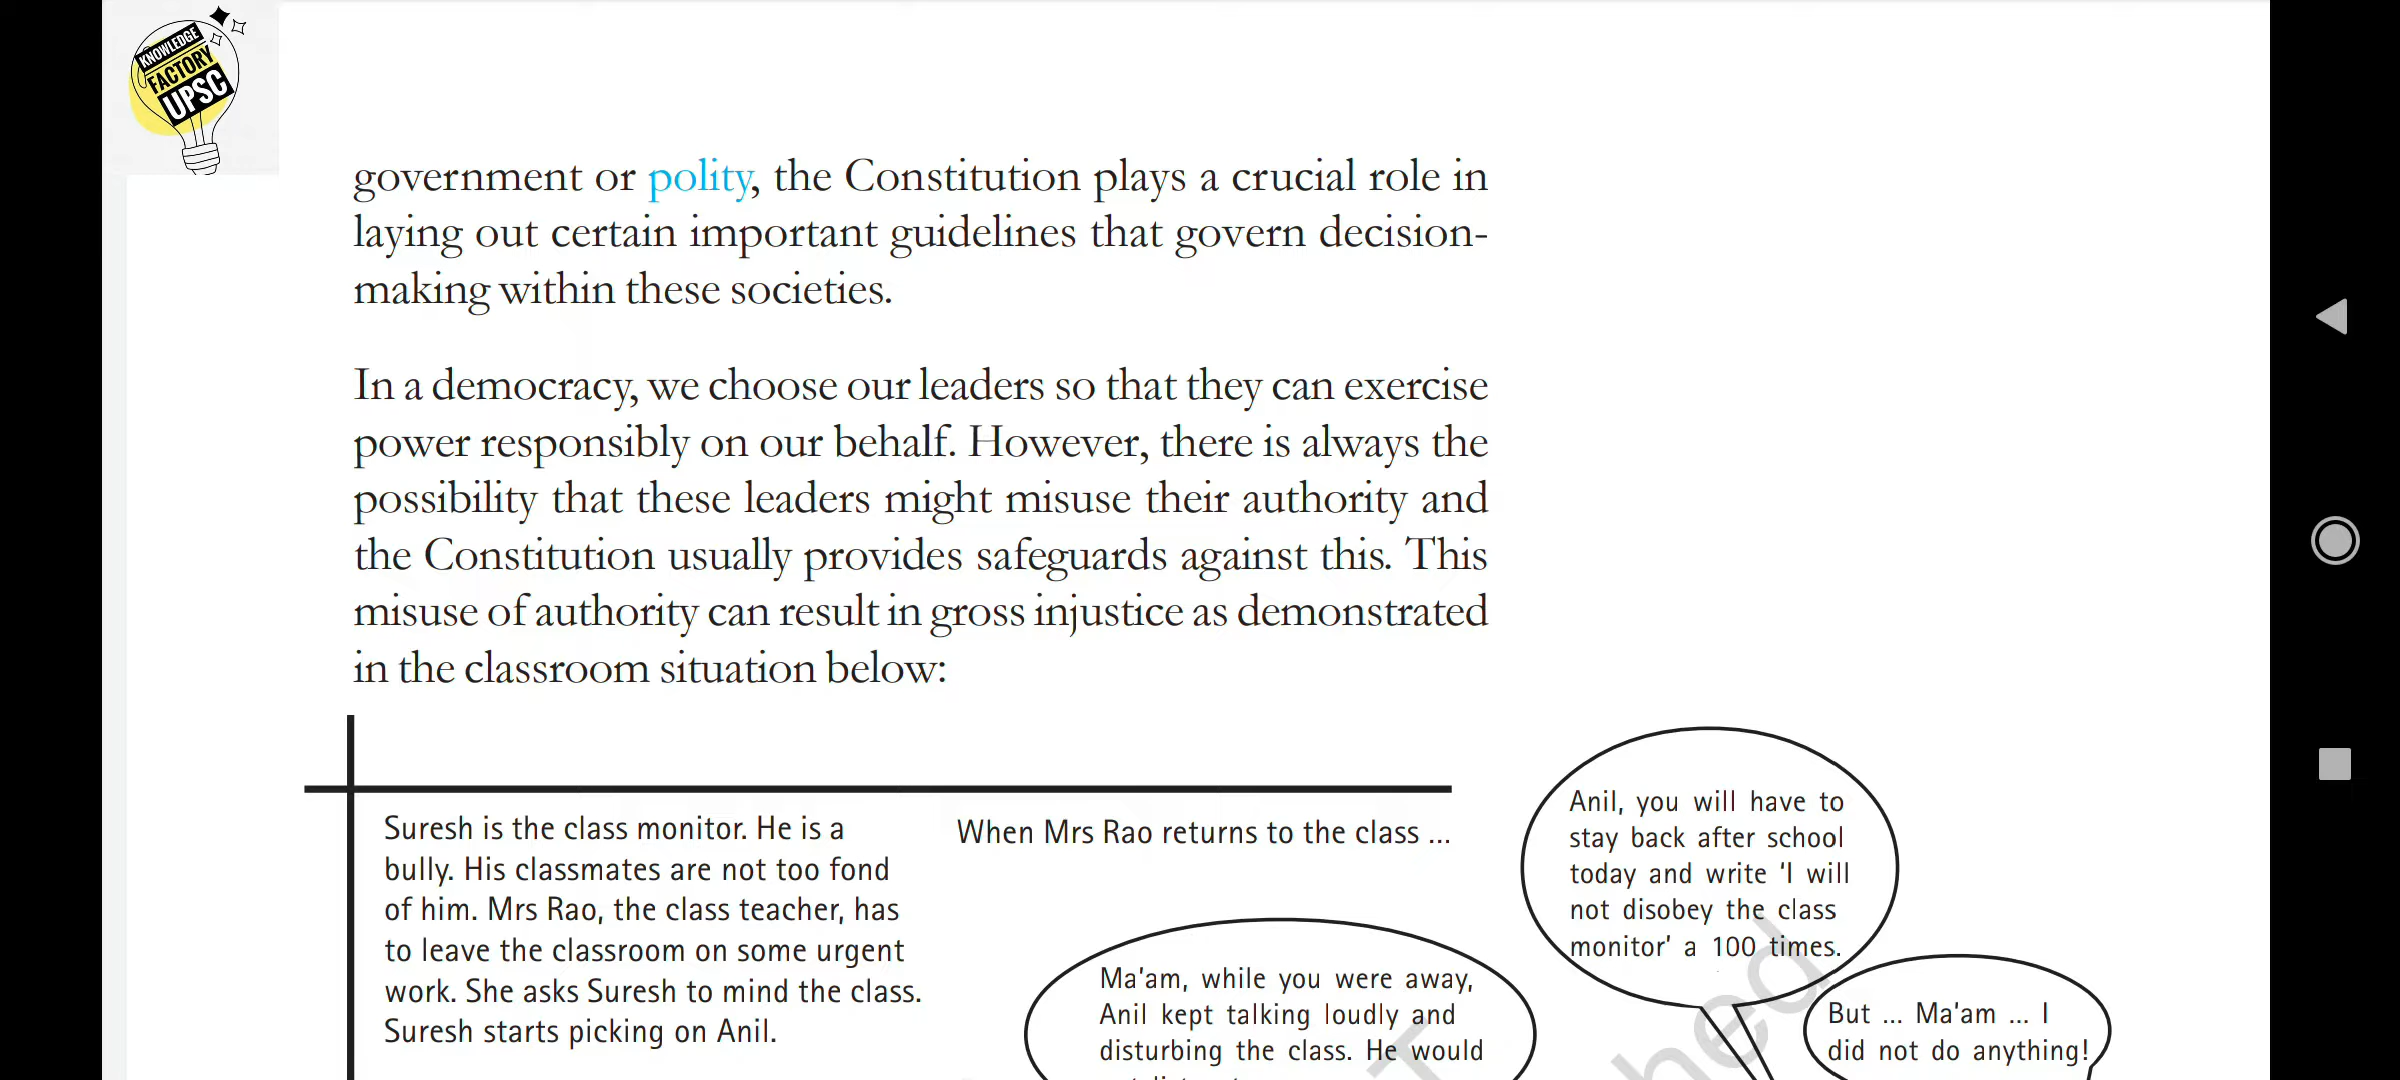 KNOWLEDGE
FACTORY
UPSC
government or polity, the Constitution plays a crucial role in
laying out certain important guidelines that govern decision-
making within these societies.
In a democracy, we choose our leaders so that they can exercise
power responsibly on our behalf. However, there is always the
possibility that these leaders might misuse their authority and
the Constitution usually provides safeguards against this. This
misuse of authority can result in gross injustice as demonstrated
in the classroom situation below:
Suresh is the class monitor. He is a
bully. His classmates are not too fond
of him. Mrs Rao, the class teacher, has
to leave the classroom on some urgent
work. She asks Suresh to mind the class.
Suresh starts picking on Anil.
When Mrs Rao returns to the class ...
Ma'am, while you were away,
Anil kept talking loudly and
disturbing the class. He would
Anil, you will have to
stay back after school
today and write 'I will
not disobey the class
monitor' a 100 times.
But ... Ma'am ... I
did not do anything!